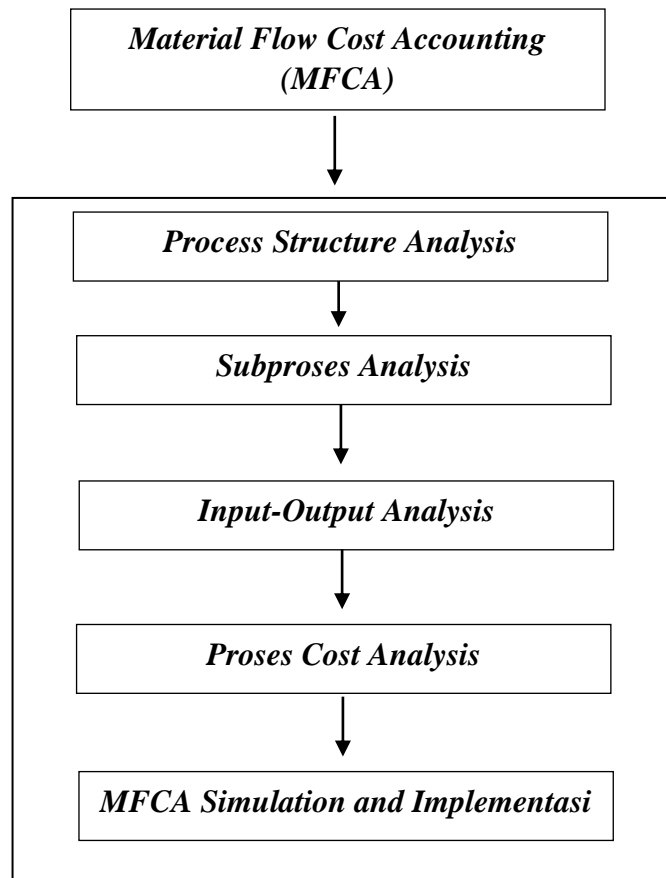 Material Flow Cost Accounting
(MFCA)
Process Structure Analysis
Subproses Analysis
Input-Output Analysis
Proses Cost Analysis
MFCA Simulation and Implementasi